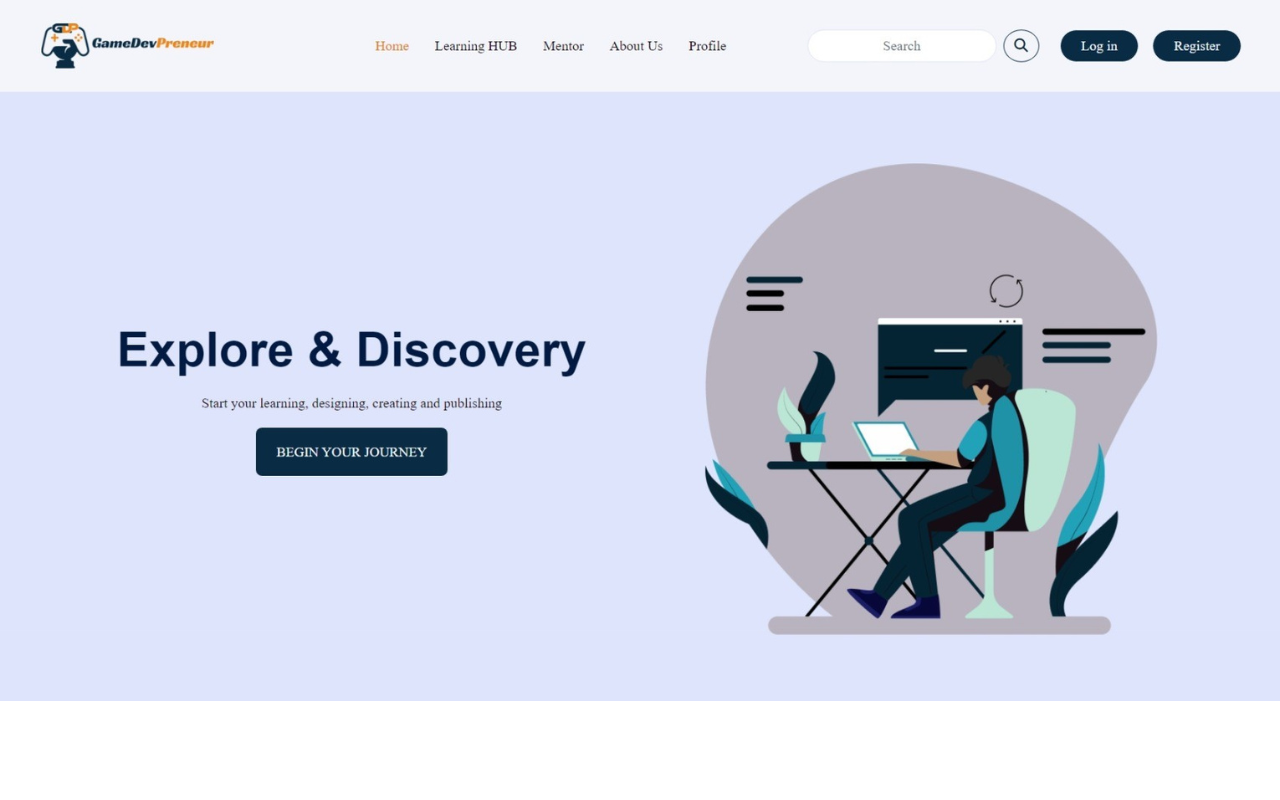 GDP
GameDevPreneur
Home Learning HUB Mentor About Us Profile Search Log in Register
Explore & Discovery
Start your learning, designing, creating and publishing
BEGIN YOUR JOURNEY